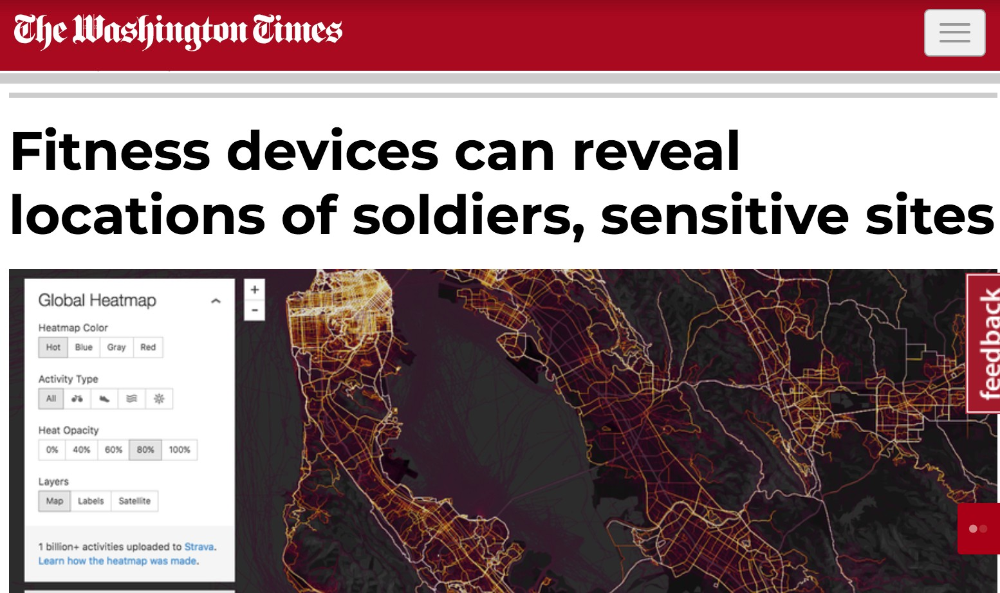 The Washington Times
Fitness devices can reveal
locations of soldiers, sensitive sites
Global Heatmap
+
-
Heatmap Color
Hot Blue Gray Red
Activity Type
All
Heat Opacity
0% 40% 60% 80% 100%
Layers
Map Labels Satellite
1 billion+ activities uploaded to Strava.
Learn how the heatmap was made.
feedback